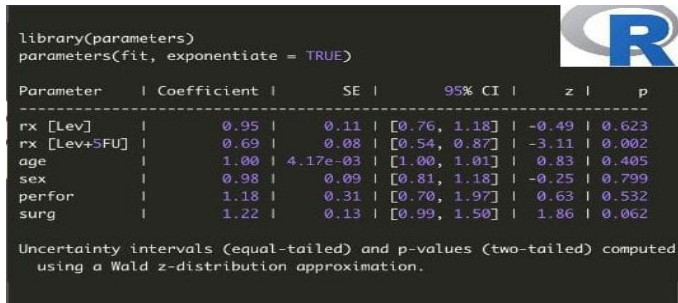 library(parameters)
parameters(fit, exponentiate = TRUE)
R
Parameter | Coefficient | SE | 95% CI | z | p
------------------------------------------------------------------
rx [Lev] | 0.95 | 0.11 | [0.76, 1.18] | -0.49 | 0.623
rx [Lev+5FU] | 0.69 | 0.08 | [0.54, 0.87] | -3.11 | 0.002
age | 1.00 | 4.17e-03 | [1.00, 1.01] | 0.83 | 0.405
sex | 0.98 | 0.09 | [0.81, 1.18] | -0.25 | 0.799
perfor | 1.18 | 0.31 | [0.70, 1.97] | 0.63 | 0.532
surg | 1.22 | 0.13 | [0.99, 1.50] | 1.86 | 0.062
Uncertainty intervals (equal-tailed) and p-values (two-tailed) computed
using a Wald z-distribution approximation.